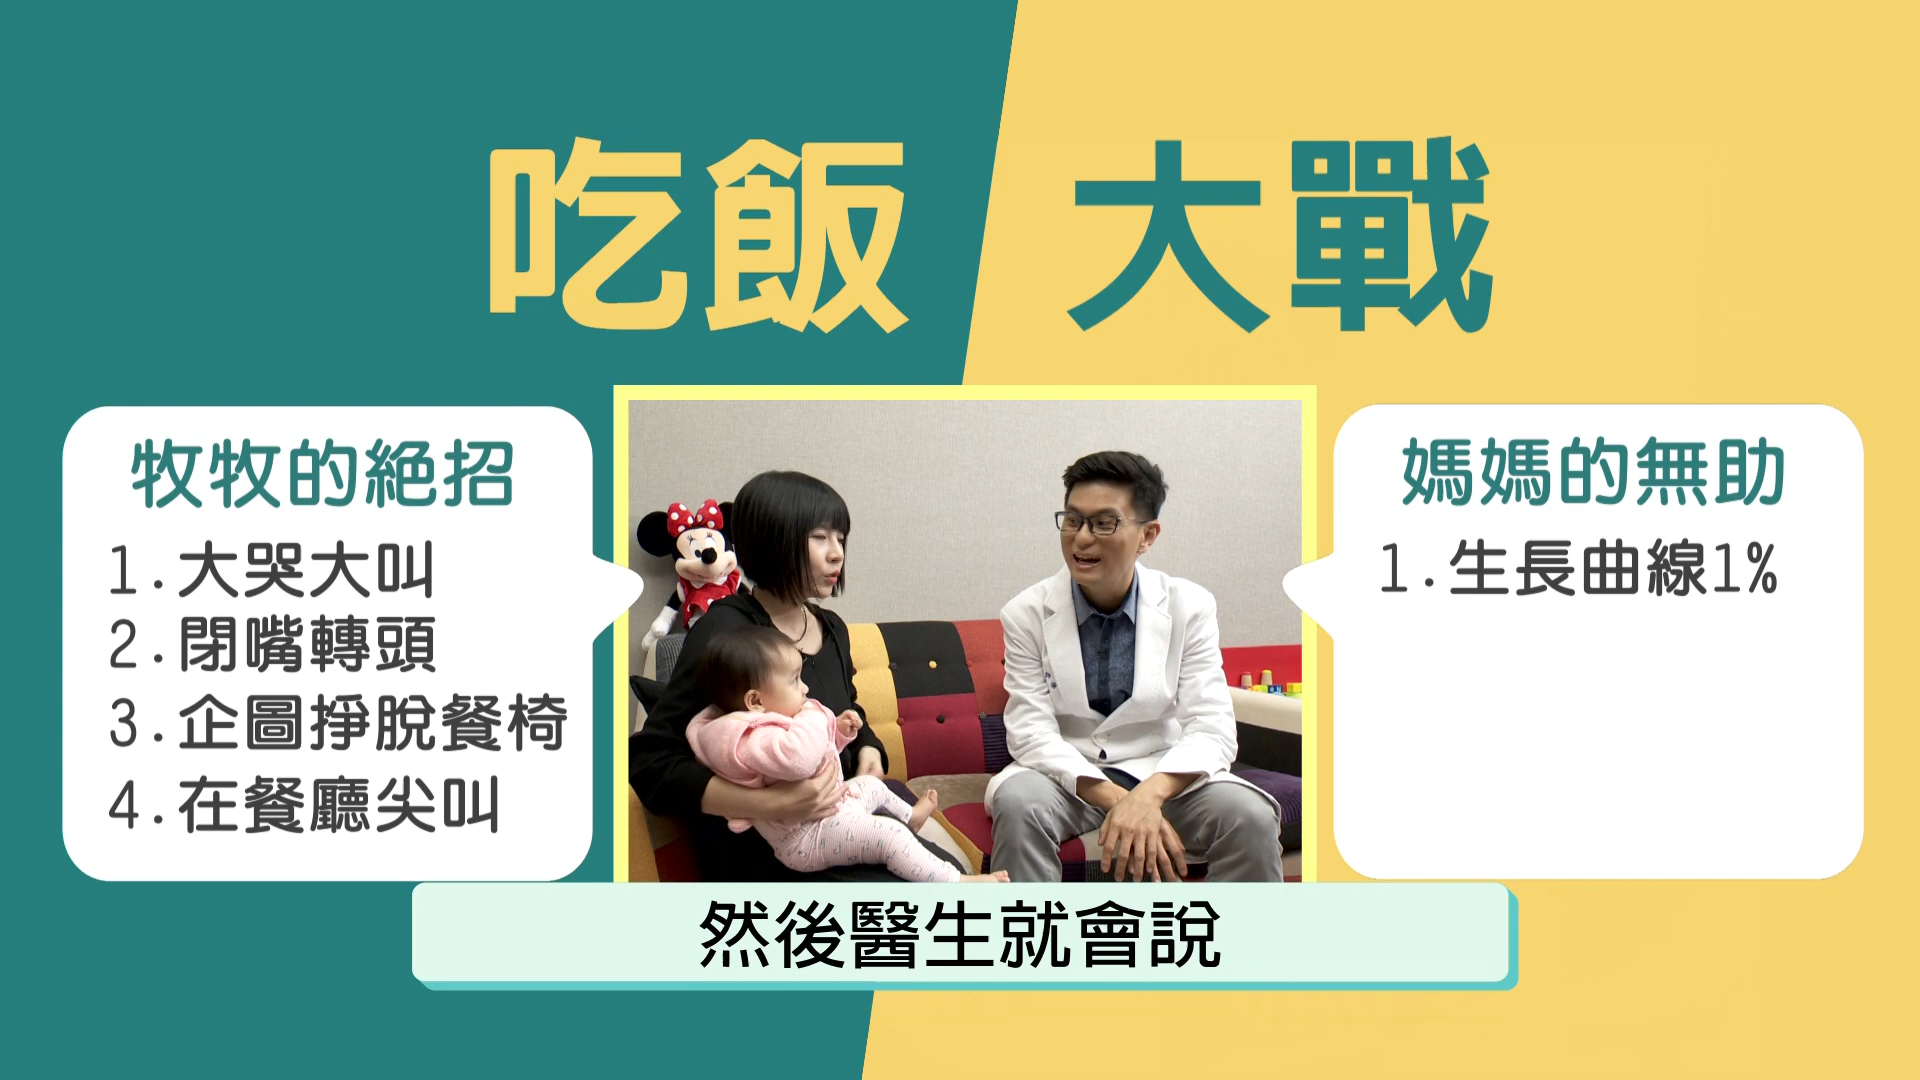 吃飯 大戰
牧牧的絕招
1.大哭大叫
2.閉嘴轉頭
3.企圖掙脫餐椅
4.在餐廳尖叫
媽媽的無助
1.生長曲線1%
然後醫生就會說